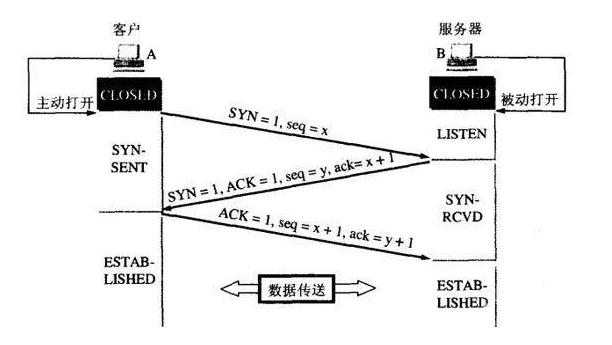 客户
服务器
A
B
CLOSED
CLOSED
主动打开
被动打开
SYN = 1, seq = x
LISTEN
SYN-
SENT
SYN = 1, ACK = 1, seq = y, ack= x + 1
SYN-
RCVD
ACK = 1, seq = x + 1, ack = y + 1
ESTAB-
LISHED
数据传送
ESTAB-
LISHED